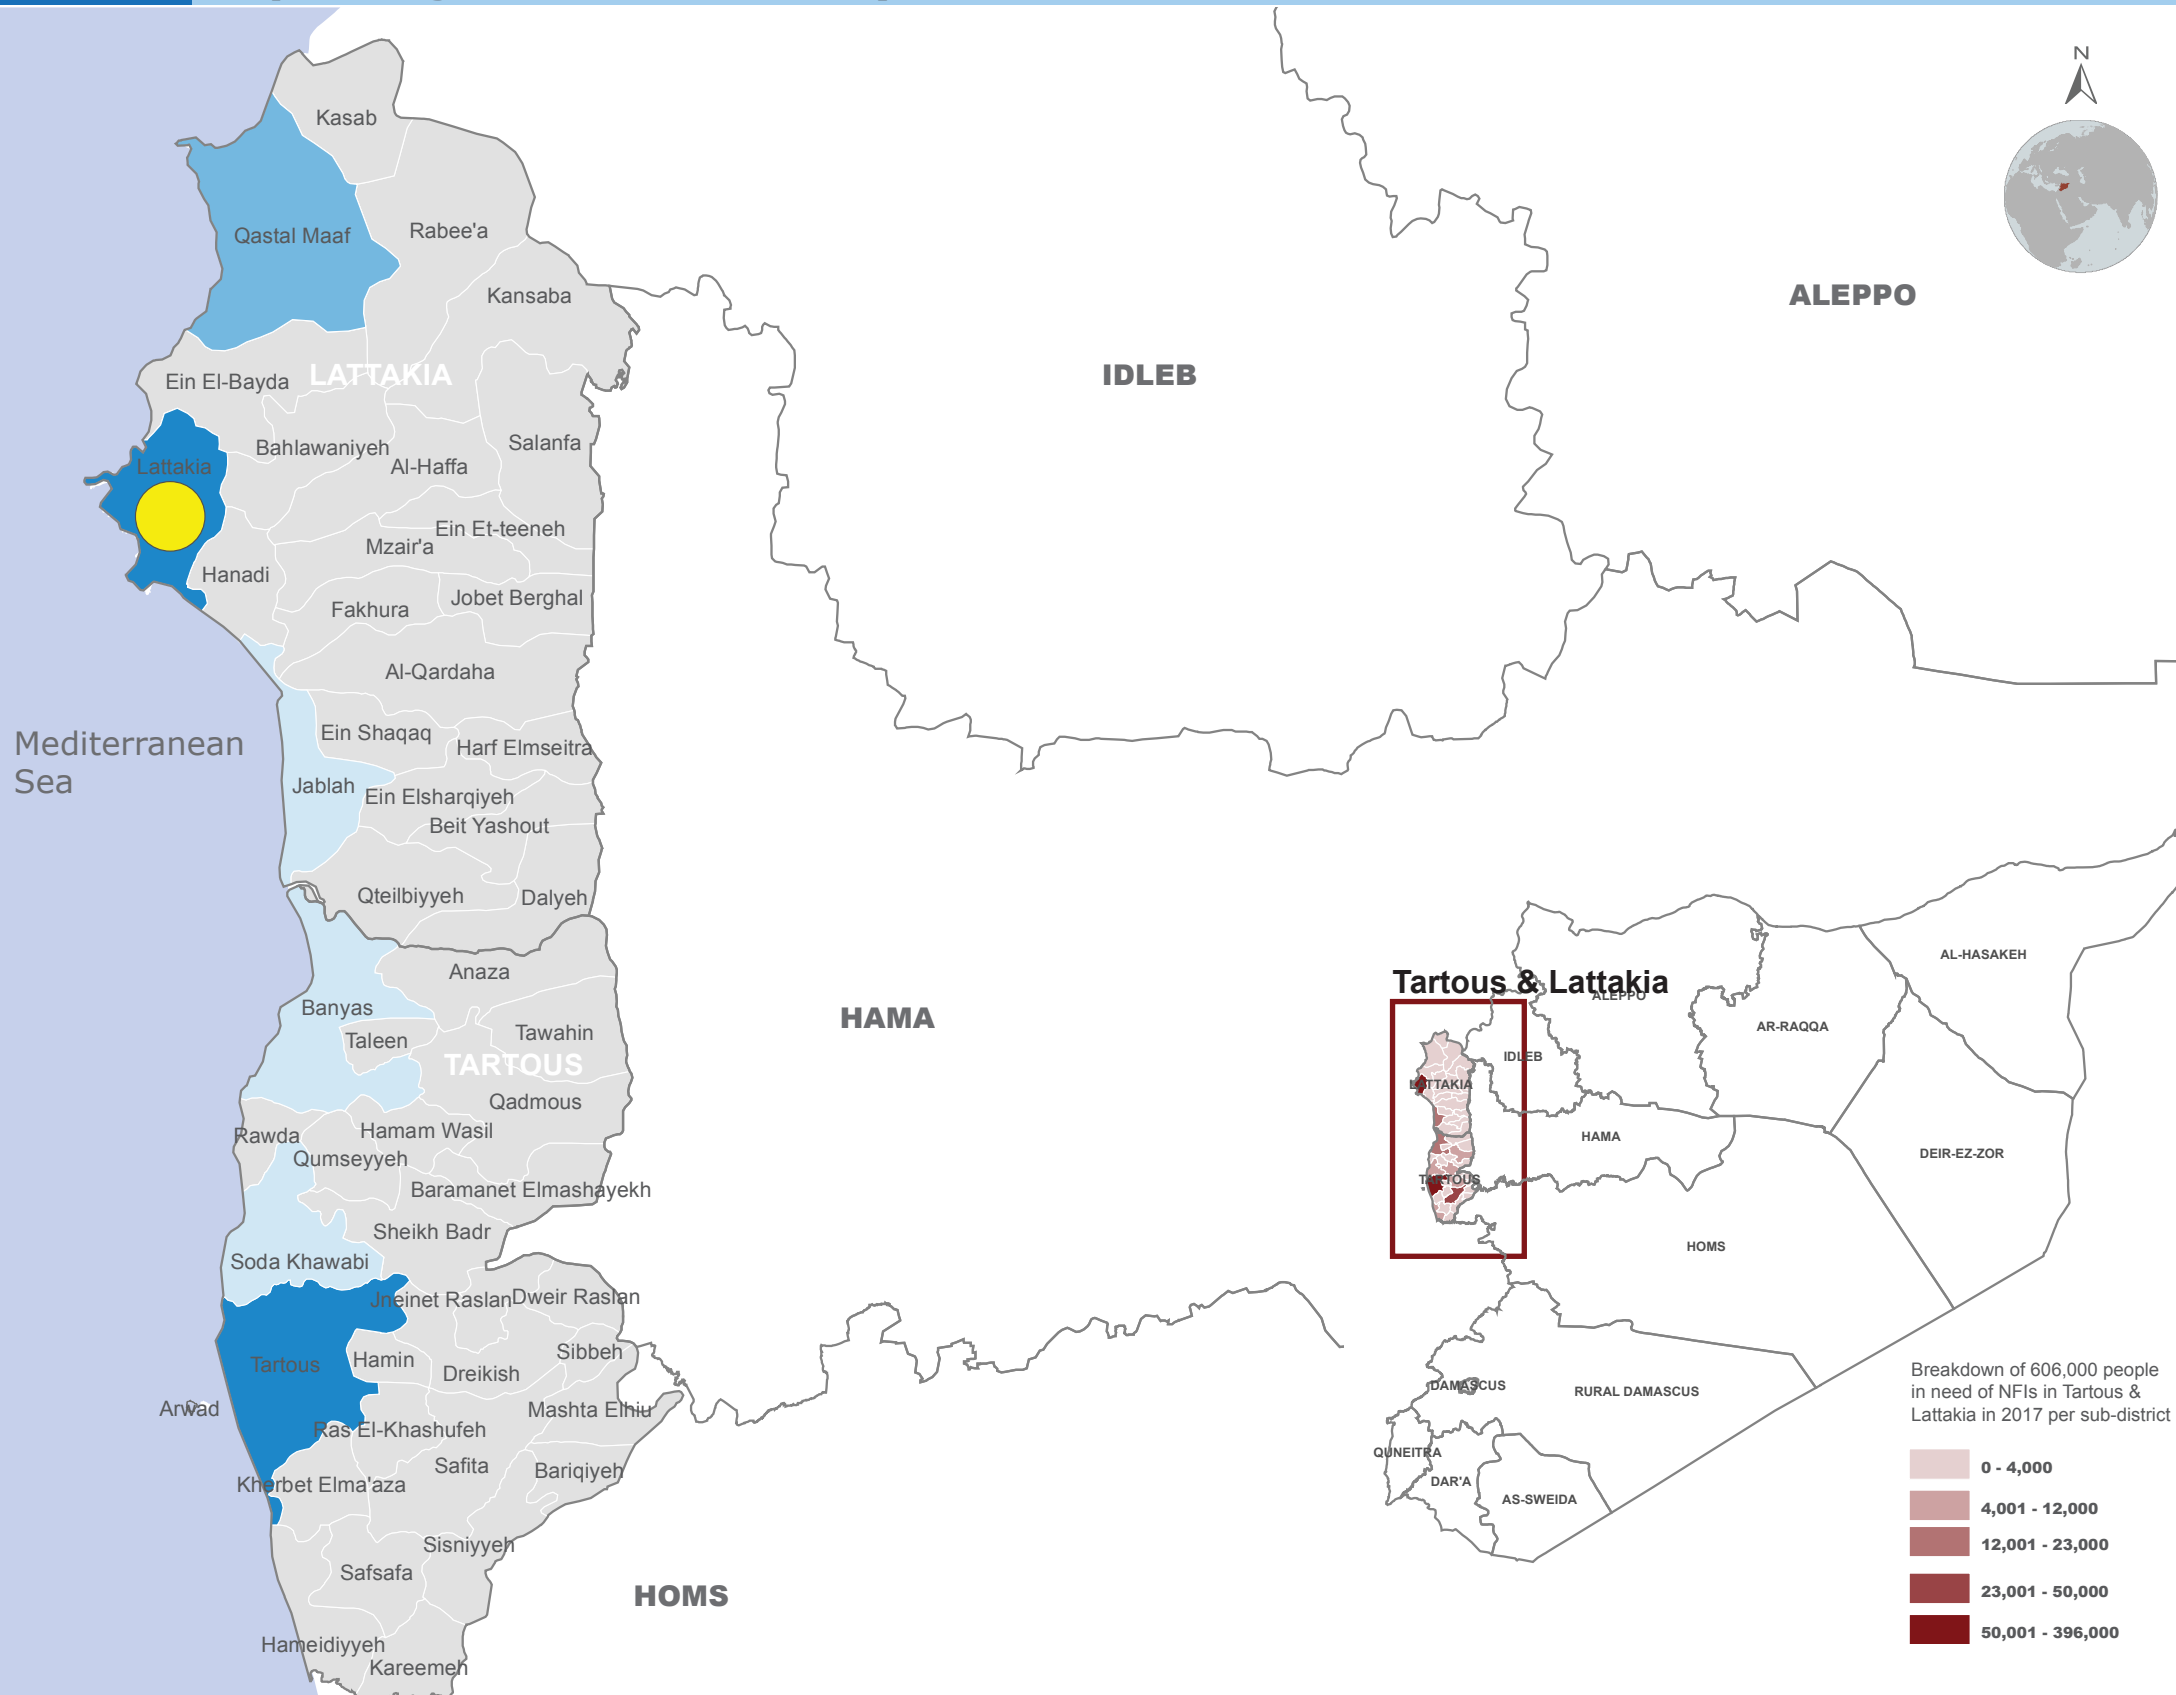 N
Kasab
Qastal Maaf
Rabee'a
Kansaba
ALEPPO
IDLEB
LATTAKIA
Ein El-Bayda
Bahlawaniyeh
Salanfa
Lattakia
Al-Haffa
Ein Et-teeneh
Mzair'a
Hanadi
Fakhura
Jobet Berghal
Al-Qardaha
Ein Shaqaq
Harf Elmseitra
Mediterranean
Sea
Jablah
Ein Elsharqiyeh
Beit Yashout
Qteilbiyyeh
Dalyeh
Anaza
Banyas
Taleen
Tawahin
TARTOUS
HAMA
Qadmous
Rawda
Hamam Wasil
Qumseyyeh
Baramanet Elmashayekh
Sheikh Badr
Soda Khawabi
Jneinet Raslan
Dweir Raslan
Tartous
Hamin
Dreikish
Sibbeh
Arwad
Mashta Elhiu
Ras El-Khashufeh
Safita
Bariqiyeh
Kherbet Elma'aza
Sisniyyeh
Safsafa
HOMS
Hameidiyyeh
Kareemeh
Tartous & Lattakia
ALEPPO
AL-HASAKEH
AR-RAQQA
IDLEB
LATTAKIA
HAMA
DEIR-EZ-ZOR
TARTOUS
HOMS
DAMASCUS
RURAL DAMASCUS
QUNEITRA
DAR'A
AS-SWEIDA
Breakdown of 606,000 people
in need of NFIs in Tartous &
Lattakia in 2017 per sub-district
0 - 4,000
4,001 - 12,000
12,001 - 23,000
23,001 - 50,000
50,001 - 396,000